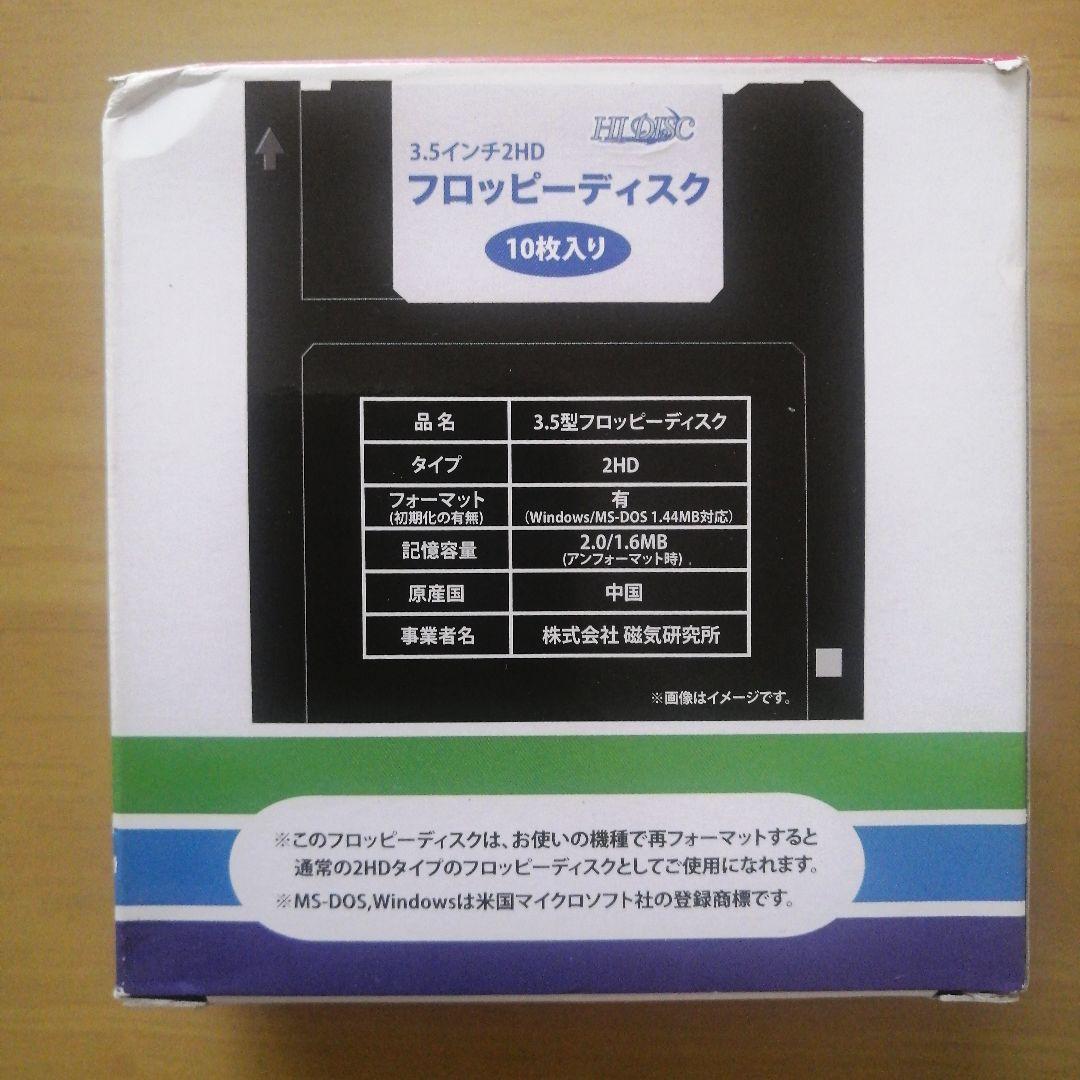 HI DISC
3.5インチ2HD
フロッピーディスク
10枚入り
品名 3.5型フロッピーディスク
タイプ 2HD
フォーマット 有
(初期化の有無) (Windows/MS-DOS 1.44MB対応)
記憶容量 2.0/1.6MB
(アンフォーマット時)
原産国 中国
事業者名 株式会社 磁気研究所
※画像はイメージです。
※このフロッピーディスクは、お使いの機種で再フォーマットすると
通常の2HDタイプのフロッピーディスクとしてご使用になれます。
※MS-DOS,Windowsは米国マイクロソフト社の登録商標です。